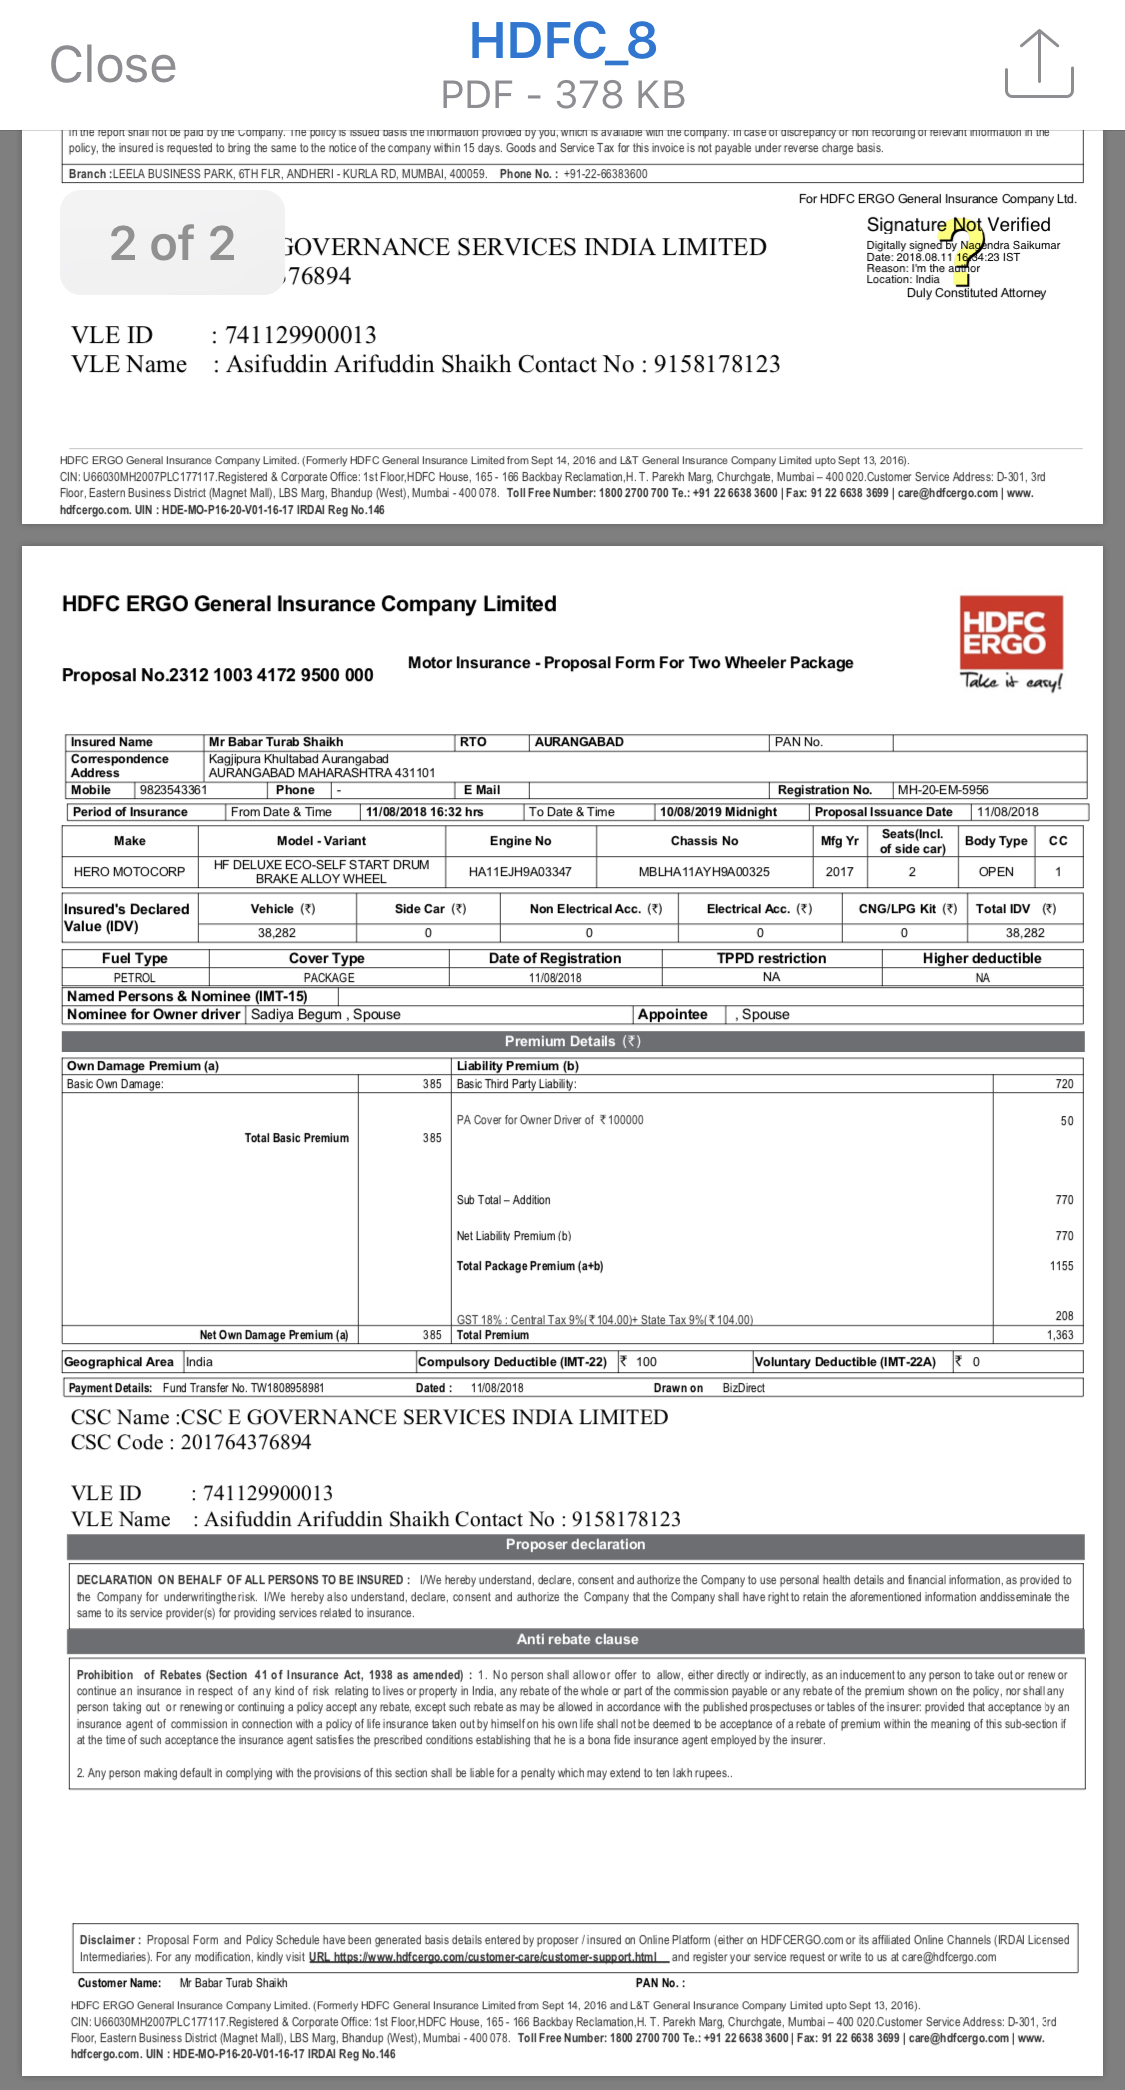 Close
HDFC_8
PDF - 378 KB
in the report shall not be paid by the Company. The policy is issued basis the information provided by you, which is available with the company. In case of discrepancy or non recording of relevant information in the
policy, the insured is requested to bring the same to the notice of the company within 15 days. Goods and Service Tax for this invoice is not payable under reverse charge basis.
Branch :LEELA BUSINESS PARK, 6TH FLR, ANDHERI - KURLA RD, MUMBAI, 400059. Phone No. : +91-22-66383600
For HDFC ERGO General Insurance Company Ltd.
2 of 2
GOVERNANCE SERVICES INDIA LIMITED
76894
Signature Not Verified
Digitally signed by Nagendra Saikumar
Date: 2018.08.11 16:34:23 IST
Reason: I'm the author
Location: India
Duly Constituted Attorney
VLE ID : 741129900013
VLE Name : Asifuddin Arifuddin Shaikh Contact No : 9158178123
HDFC ERGO General Insurance Company Limited. (Formerly HDFC General Insurance Limited from Sept 14, 2016 and L&T General Insurance Company Limited upto Sept 13, 2016).
CIN: U66030MH2007PLC177117.Registered & Corporate Office: 1st Floor,HDFC House, 165 - 166 Backbay Reclamation,H. T. Parekh Marg, Churchgate, Mumbai – 400 020.Customer Service Address: D-301, 3rd
Floor, Eastern Business District (Magnet Mall), LBS Marg, Bhandup (West), Mumbai - 400 078. Toll Free Number: 1800 2700 700 Te.: +91 22 6638 3600 | Fax: 91 22 6638 3699 | care@hdfcergo.com | www.
hdfcergo.com. UIN : HDE-MO-P16-20-V01-16-17 IRDAI Reg No.146
HDFC ERGO General Insurance Company Limited
HDFC
ERGO
Take it easy!
Motor Insurance - Proposal Form For Two Wheeler Package
Proposal No.2312 1003 4172 9500 000
Insured Name Mr Babar Turab Shaikh RTO AURANGABAD PAN No.
Correspondence Address Kagjipura Khultabad Aurangabad
AURANGABAD MAHARASHTRA 431101
Mobile 9823543361 Phone - E Mail Registration No. MH-20-EM-5956
Period of Insurance From Date & Time 11/08/2018 16:32 hrs To Date & Time 10/08/2019 Midnight Proposal Issuance Date 11/08/2018
Make Model - Variant Engine No Chassis No Mfg Yr Seats(Incl. of side car) Body Type CC
HERO MOTOCORP HF DELUXE ECO-SELF START DRUM BRAKE ALLOY WHEEL HA11EJH9A03347 MBLHA11AYH9A00325 2017 2 OPEN 1
Insured's Declared Value (IDV) Vehicle (₹) Side Car (₹) Non Electrical Acc. (₹) Electrical Acc. (₹) CNG/LPG Kit (₹) Total IDV (₹)
38,282 0 0 0 0 38,282
Fuel Type Cover Type Date of Registration TPPD restriction Higher deductible
PETROL PACKAGE 11/08/2018 NA NA
Named Persons & Nominee (IMT-15)
Nominee for Owner driver Sadiya Begum , Spouse Appointee , Spouse
Premium Details (₹)
Own Damage Premium (a) Liability Premium (b)
Basic Own Damage: 385 Basic Third Party Liability: 720
PA Cover for Owner Driver of ₹100000 50
Total Basic Premium 385
Sub Total – Addition 770
Net Liability Premium (b) 770
Total Package Premium (a+b) 1155
GST 18% : Central Tax 9%(₹104.00)+ State Tax 9%(₹104.00) 208
Net Own Damage Premium (a) 385 Total Premium 1,363
Geographical Area India Compulsory Deductible (IMT-22) ₹ 100 Voluntary Deductible (IMT-22A) ₹ 0
Payment Details: Fund Transfer No. TW1808958981 Dated : 11/08/2018 Drawn on BizDirect
CSC Name :CSC E GOVERNANCE SERVICES INDIA LIMITED
CSC Code : 201764376894
VLE ID : 741129900013
VLE Name : Asifuddin Arifuddin Shaikh Contact No : 9158178123
Proposer declaration
DECLARATION ON BEHALF OF ALL PERSONS TO BE INSURED : I/We hereby understand, declare, consent and authorize the Company to use personal health details and financial information, as provided to
the Company for underwritingtherisk. I/We hereby also understand, declare, consent and authorize the Company that the Company shall have right to retain the aforementioned information anddisseminate the
same to its service provider(s) for providing services related to insurance.
Anti rebate clause
Prohibition of Rebates (Section 41 of Insurance Act, 1938 as amended) : 1. No person shall allow or offer to allow, either directly or indirectly, as an inducement to any person to take out or renew or
continue an insurance in respect of any kind of risk relating to lives or property in India, any rebate of the whole or part of the commission payable or any rebate of the premium shown on the policy, nor shall any
person taking out or renewing or continuing a policy accept any rebate, except such rebate as may be allowed in accordance with the published prospectuses or tables of the insurer: provided that acceptance by an
insurance agent of commission in connection with a policy of life insurance taken out by himself on his own life shall not be deemed to be acceptance of a rebate of premium within the meaning of this sub-section if
at the time of such acceptance the insurance agent satisfies the prescribed conditions establishing that he is a bona fide insurance agent employed by the insurer.
2. Any person making default in complying with the provisions of this section shall be liable for a penalty which may extend to ten lakh rupees..
Disclaimer : Proposal Form and Policy Schedule have been generated basis details entered by proposer / insured on Online Platform (either on HDFCERGO.com or its affiliated Online Channels (IRDAI Licensed
Intermediaries). For any modification, kindly visit URL https://www.hdfcergo.com/customer-care/customer-support.html and register your service request or write to us at care@hdfcergo.com
Customer Name: Mr Babar Turab Shaikh PAN No. :
HDFC ERGO General Insurance Company Limited. (Formerly HDFC General Insurance Limited from Sept 14, 2016 and L&T General Insurance Company Limited upto Sept 13, 2016).
CIN: U66030MH2007PLC177117.Registered & Corporate Office: 1st Floor,HDFC House, 165 - 166 Backbay Reclamation,H. T. Parekh Marg, Churchgate, Mumbai – 400 020.Customer Service Address: D-301, 3rd
Floor, Eastern Business District (Magnet Mall), LBS Marg, Bhandup (West), Mumbai - 400 078. Toll Free Number: 1800 2700 700 Te.: +91 22 6638 3600 | Fax: 91 22 6638 3699 | care@hdfcergo.com | www.
hdfcergo.com. UIN : HDE-MO-P16-20-V01-16-17 IRDAI Reg No.146